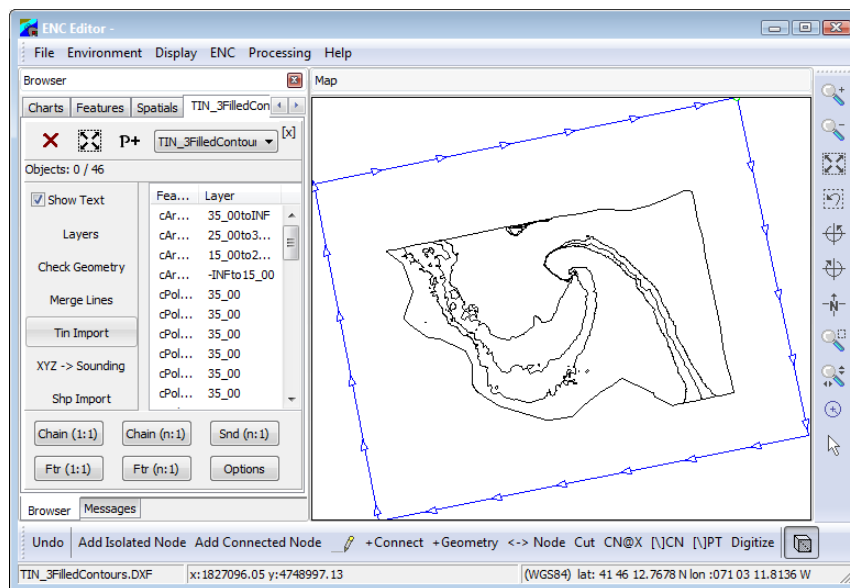 ENC Editor -
File Environment Display ENC Processing Help
Browser
Map
Charts Features Spatials TIN_3FilledCon
P+ TIN_3FilledContour [x]
Objects: 0 / 46
Show Text
Layers
Check Geometry
Merge Lines
Tin Import
XYZ -> Sounding
Shp Import
Fea... Layer
cAr... 35_00toINF
cAr... 25_00to3...
cAr... 15_00to2...
cAr... -INFto15_00
cPol... 35_00
cPol... 35_00
cPol... 35_00
cPol... 35_00
cPol... 35_00
cPol... 35_00
Chain (1:1) Chain (n:1) Snd (n:1)
Ftr (1:1) Ftr (n:1) Options
Browser Messages
N
Undo Add Isolated Node Add Connected Node +Connect +Geometry <-> Node Cut CN@X [\]CN [\]PT Digitize
TIN_3FilledContours.DXF x:1827096.05 y:4748997.13 (WGS84) lat: 41 46 12.7678 N lon :071 03 11.8136 W